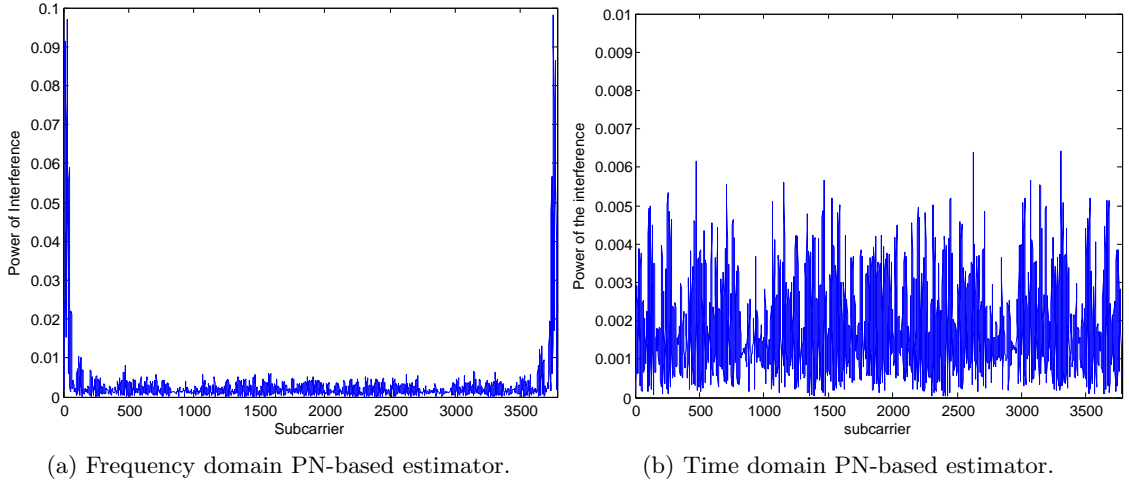 0.1
0.09
0.08
0.07
0.06
0.05
0.04
0.03
0.02
0.01
0
Power of Interference
0 500 1000 1500 2000 2500 3000 3500
Subcarrier
(a) Frequency domain PN-based estimator.
0.01
0.009
0.008
0.007
0.006
0.005
0.004
0.003
0.002
0.001
0
Power of the interference
0 500 1000 1500 2000 2500 3000 3500
subcarrier
(b) Time domain PN-based estimator.